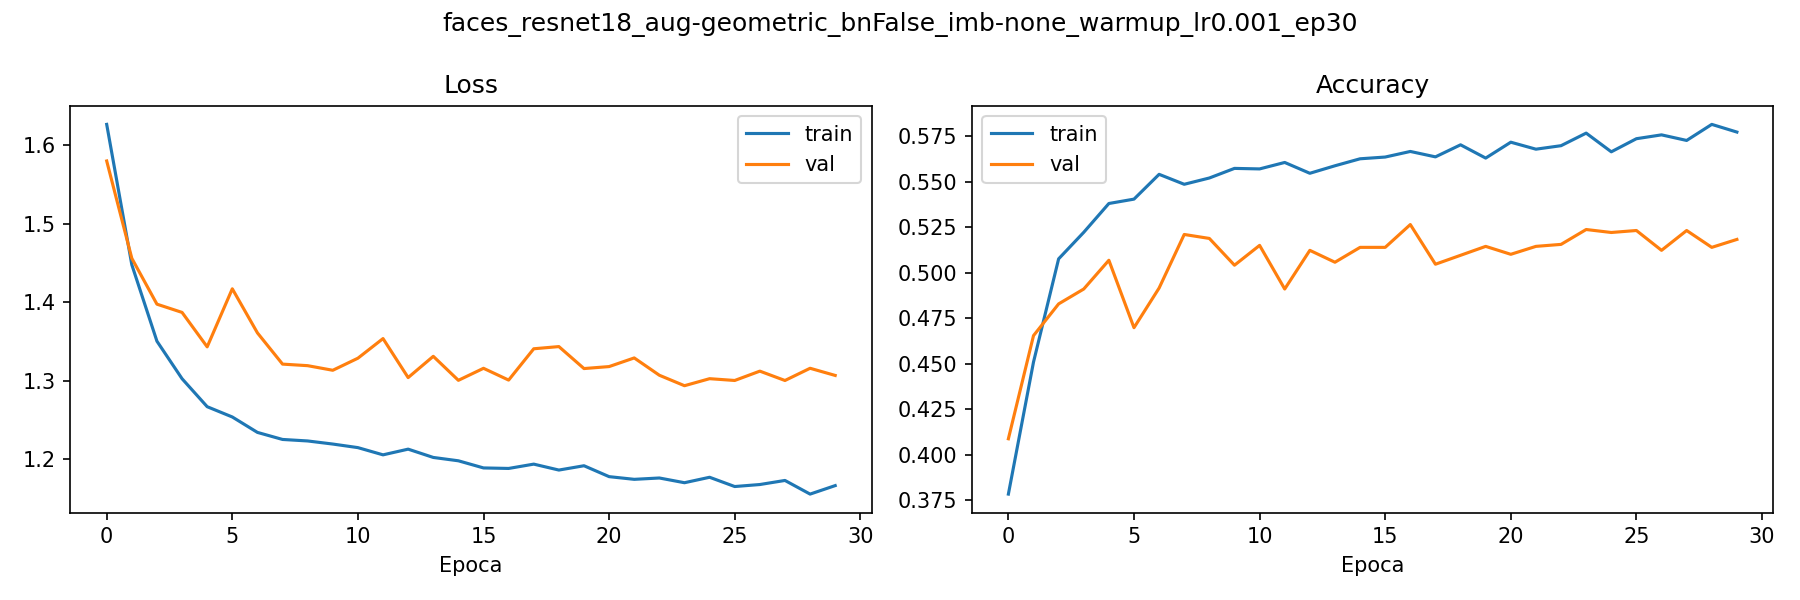 faces_resnet18_aug-geometric_bnFalse_imb-none_warmup_lr0.001_ep30
Loss
train
val
1.6
1.5
1.4
1.3
1.2
0 5 10 15 20 25 30
Epoca
Accuracy
train
val
0.575
0.550
0.525
0.500
0.475
0.450
0.425
0.400
0.375
0 5 10 15 20 25 30
Epoca